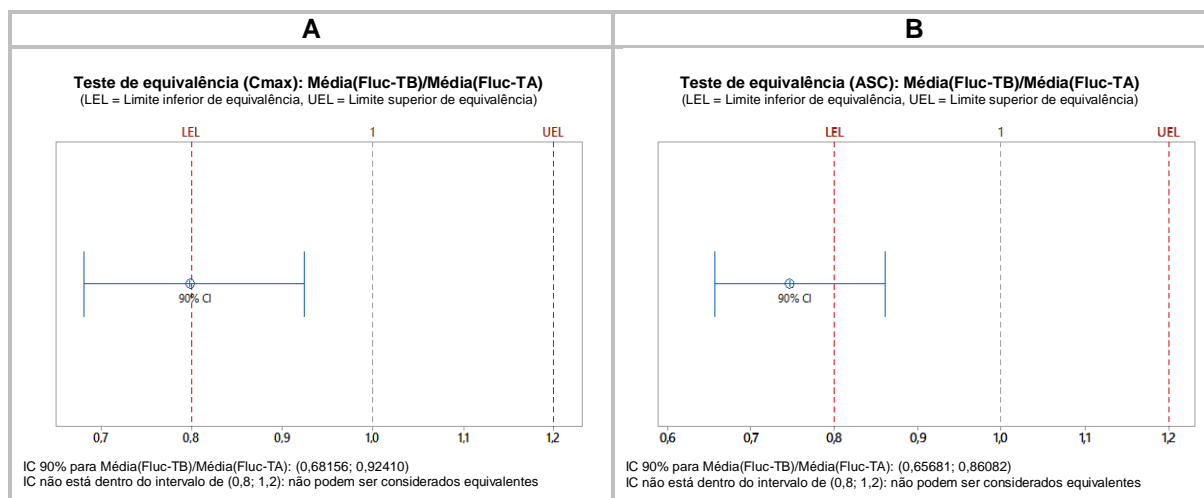 A
Teste de equivalência (Cmax): Média(Fluc-TB)/Média(Fluc-TA)
(LEL = Limite inferior de equivalência, UEL = Limite superior de equivalência)
LEL 1 UEL
90% CI
0,7 0,8 0,9 1,0 1,1 1,2
IC 90% para Média(Fluc-TB)/Média(Fluc-TA): (0,68156; 0,92410)
IC não está dentro do intervalo de (0,8; 1,2): não podem ser considerados equivalentes
B
Teste de equivalência (ASC): Média(Fluc-TB)/Média(Fluc-TA)
(LEL = Limite inferior de equivalência, UEL = Limite superior de equivalência)
LEL 1 UEL
90% CI
0,6 0,7 0,8 0,9 1,0 1,1 1,2
IC 90% para Média(Fluc-TB)/Média(Fluc-TA): (0,65681; 0,86082)
IC não está dentro do intervalo de (0,8; 1,2): não podem ser considerados equivalentes